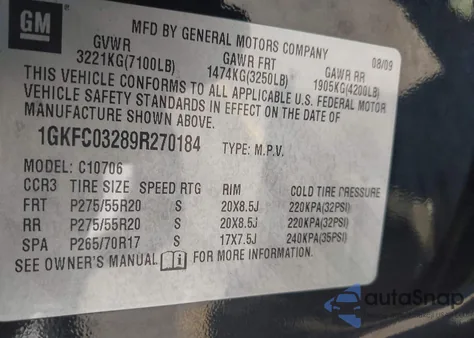 GM
MFD BY GENERAL MOTORS COMPANY
08/09
GVWR GAWR FRT GAWR RR
3221KG(7100LB) 1474KG(3250LB) 1905KG(4200LB)
THIS VEHICLE CONFORMS TO ALL APPLICABLE U.S. FEDERAL MOTOR
VEHICLE SAFETY STANDARDS IN EFFECT ON THE DATE OF
MANUFACTURE SHOWN ABOVE.
1GKFC03289R270184 TYPE: M.P.V.
MODEL: C10706
CCR3 TIRE SIZE SPEED RTG RIM COLD TIRE PRESSURE
FRT P275/55R20 S 20X8.5J 220KPA(32PSI)
RR P275/55R20 S 20X8.5J 220KPA(32PSI)
SPA P265/70R17 S 17X7.5J 240KPA(35PSI)
SEE OWNER'S MANUAL FOR MORE INFORMATION.
autaSnap